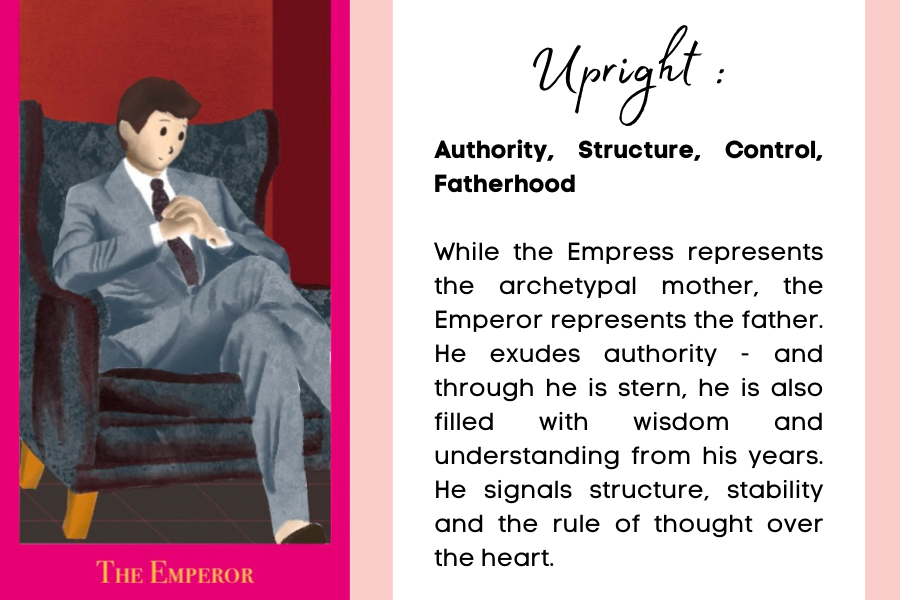 Upright :
Authority, Structure, Control,
Fatherhood
While the Empress represents
the archetypal mother, the
Emperor represents the father.
He exudes authority - and
through he is stern, he is also
filled with wisdom and
understanding from his years.
He signals structure, stability
and the rule of thought over
the heart.
The Emperor